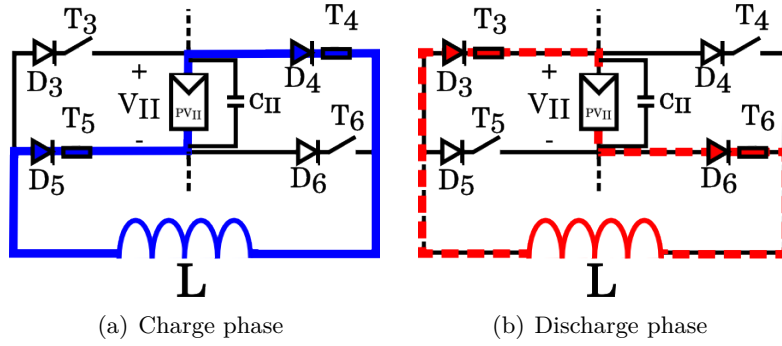 T3 T4
+
D3 D4
VII PVII CII
T5 - T6
D5 D6
L
(a) Charge phase
T3 T4
+
D3 D4
VII PVII CII
T5 - T6
D5 D6
L
(b) Discharge phase